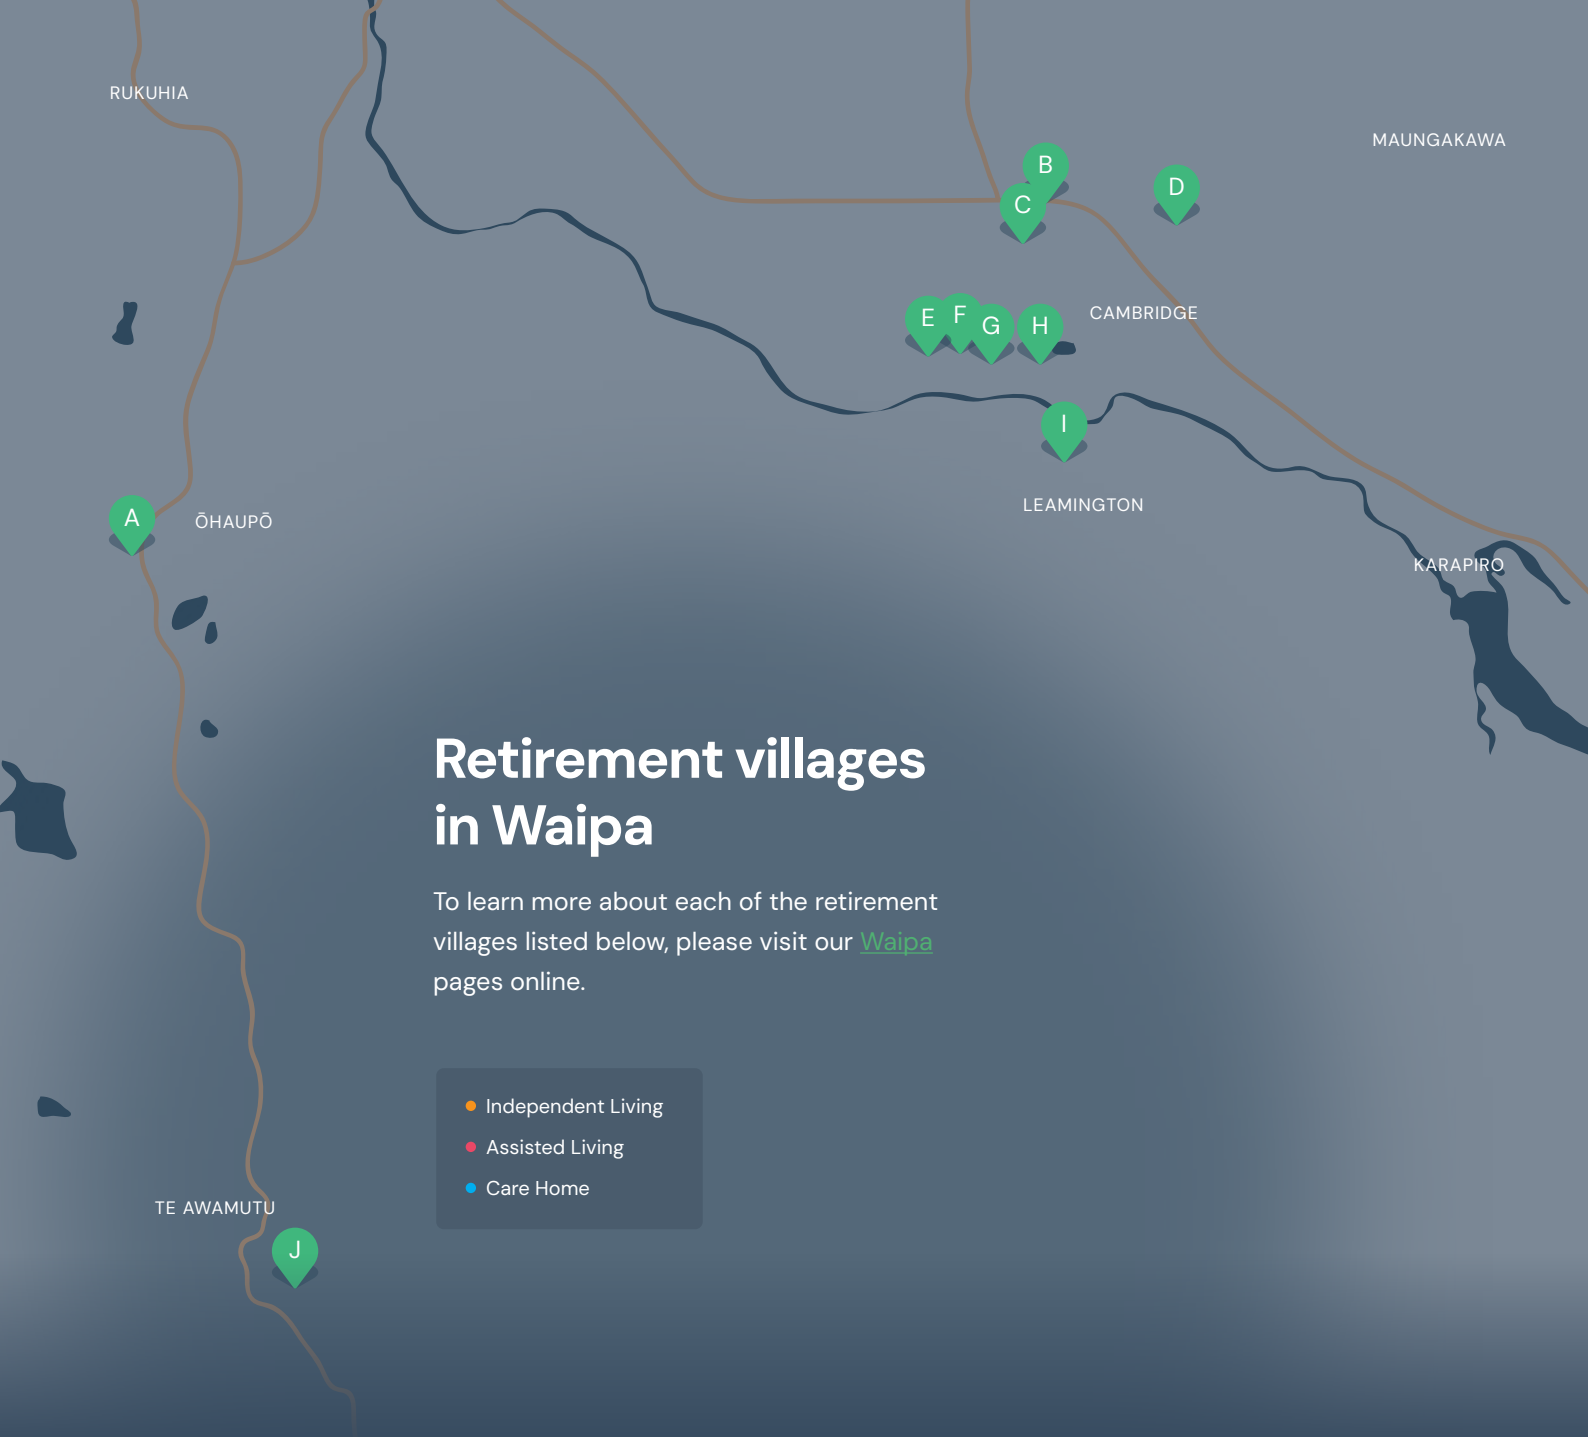 RUKUHIA
MAUNGAKAWA
B
D
C
CAMBRIDGE
E
F
G
H
I
LEAMINGTON
A
ŌHAUPŌ
KARAPIRO
Retirement villages
in Waipa
To learn more about each of the retirement
villages listed below, please visit our Waipa
pages online.
Independent Living
Assisted Living
Care Home
TE AWAMUTU
J